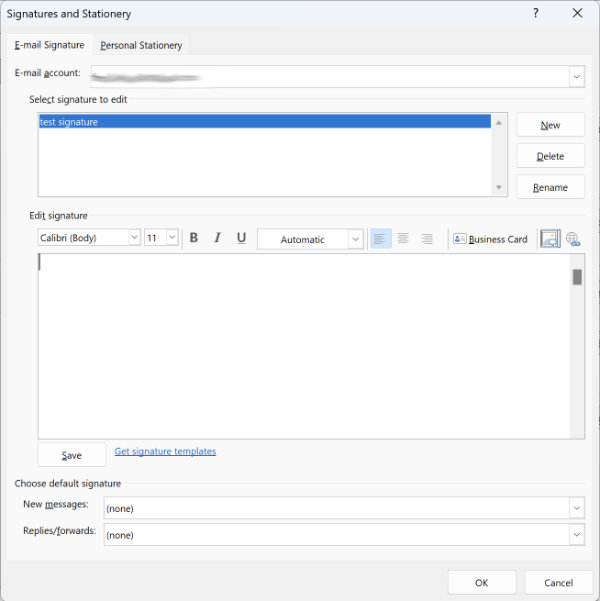 Signatures and Stationery ?
E-mail Signature Personal Stationery
E-mail account:
Select signature to edit
test signature
New
Delete
Rename
Edit signature
Calibri (Body) 11 B I U Automatic Business Card
Save Get signature templates
Choose default signature
New messages: (none)
Replies/forwards: (none)
OK Cancel